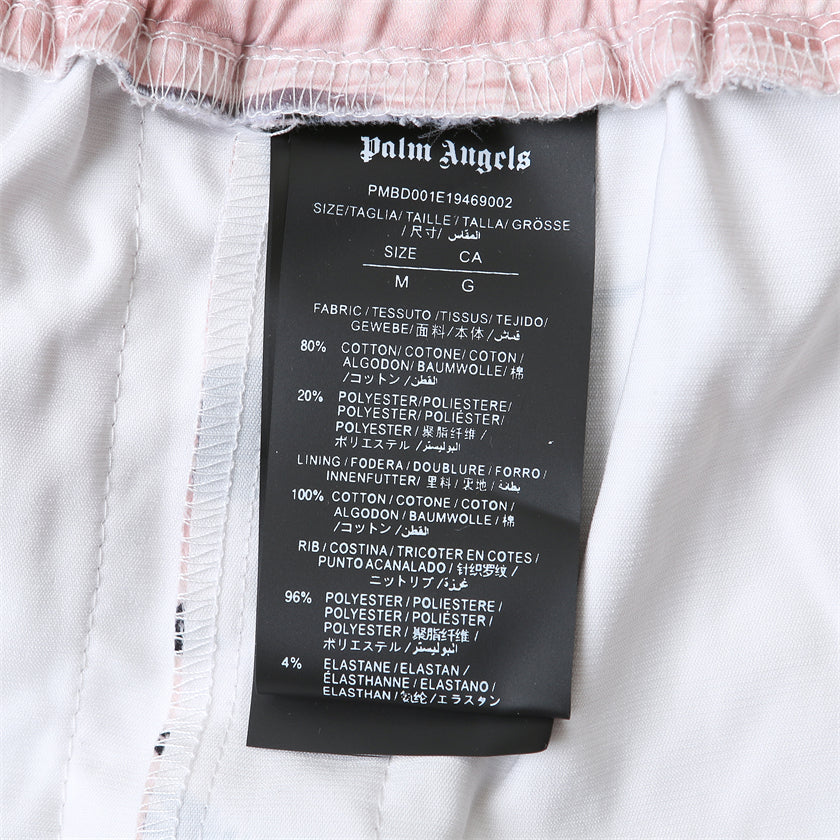 Palm Angels
PMBD001E19469002
SIZE/TAGLIA/TAILLE/TALLA/GRÖSSE
/尺寸/المقاس
SIZE CA
M G
FABRIC/TESSUTO/TISSUS/TEJIDO/
GEWEBE/面料/本体/قماش
80% COTTON/COTONE/COTON/
ALGODON/BAUMWOLLE/棉
/コットン/القطن
20% POLYESTER/POLIESTERE/
POLYESTER/POLIÉSTER/
POLYESTER/聚脂纤维/
ポリエステル/البوليستر
LINING/FODERA/DOUBLURE/FORRO/
INNENFUTTER/里料/裏地/بطانة
100% COTTON/COTONE/COTON/
ALGODON/BAUMWOLLE/棉
/コットン/القطن
RIB/COSTINA/TRICOTER EN COTES/
PUNTO ACANALADO/针织罗纹/
ニットリブ/غرزة
96% POLYESTER/POLIESTERE/
POLYESTER/POLIÉSTER/
POLYESTER/聚脂纤维/
ポリエステル/البوليستر
4% ELASTANE/ELASTAN/
ÉLASTHANNE/ELASTANO/
ELASTHAN/氨纶/エラスタン